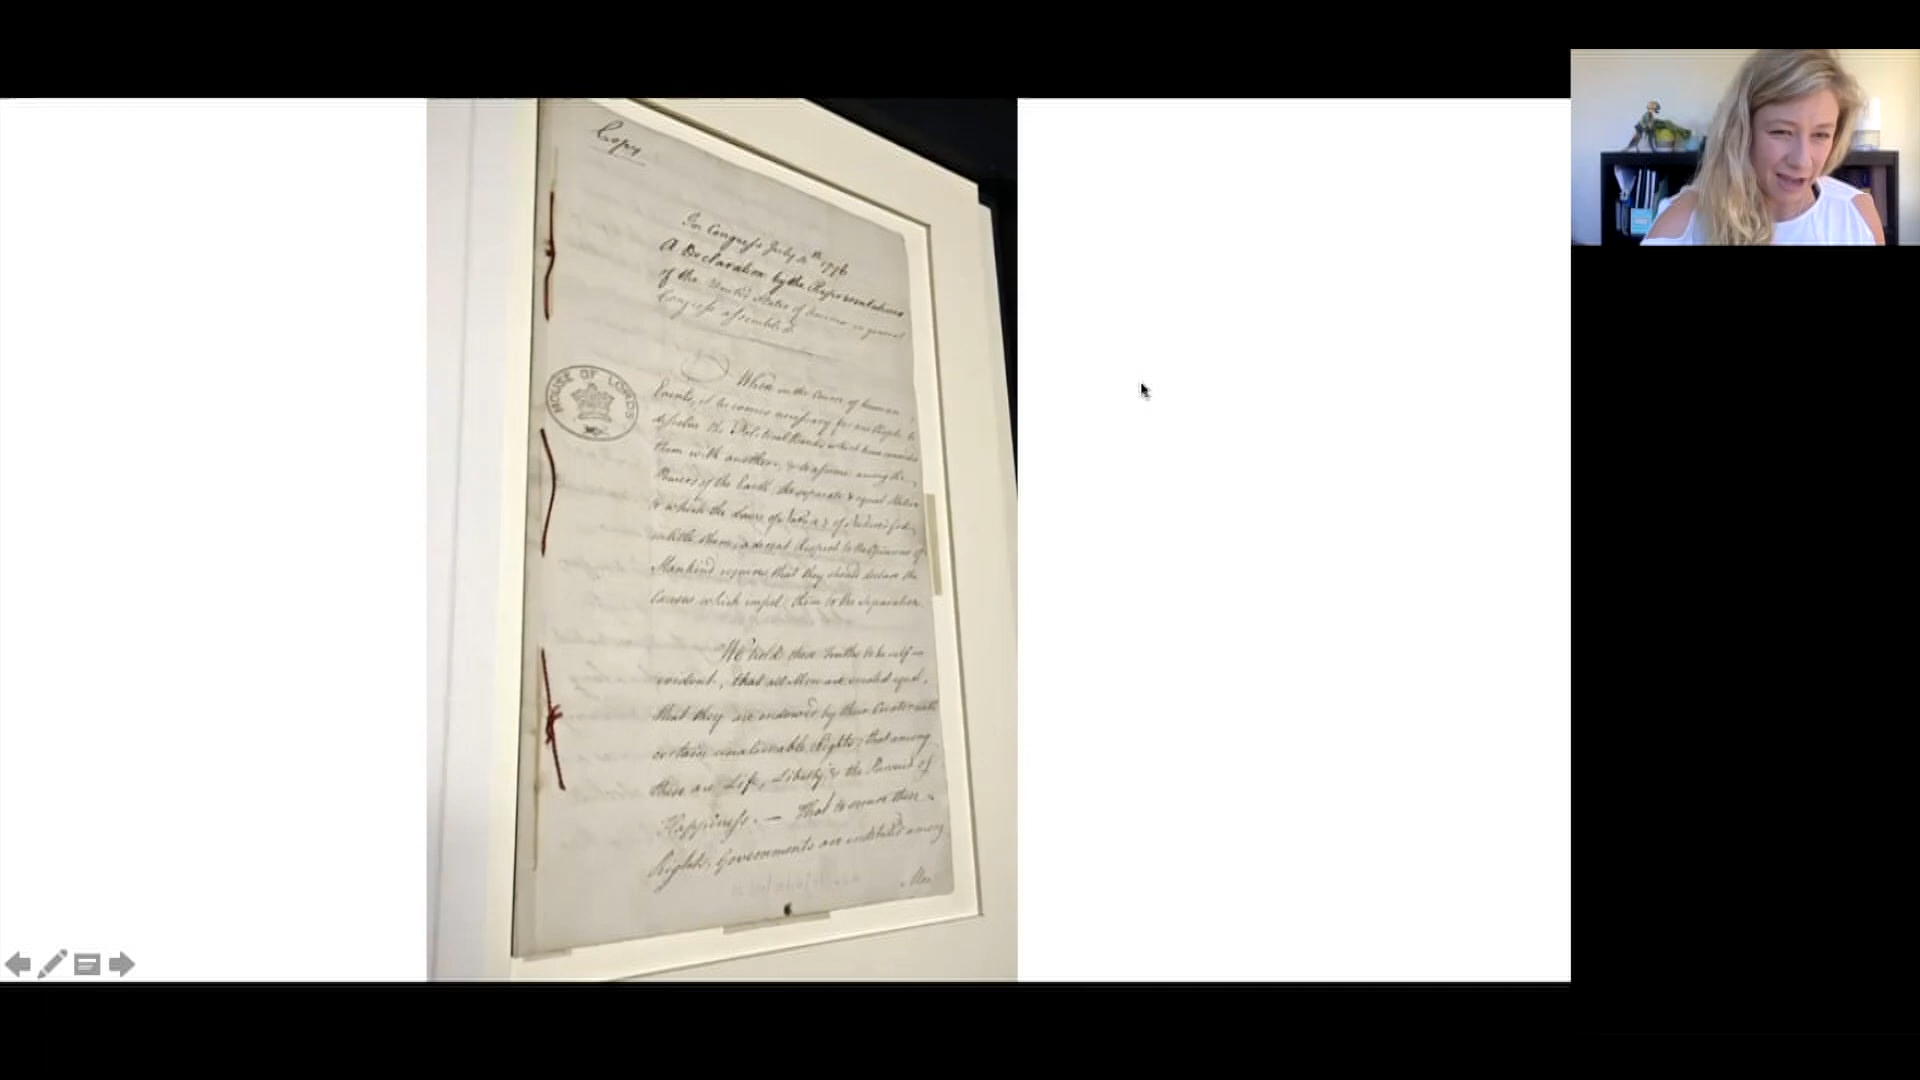 Copy
In Congress July 4th 1776
A Declaration by the Representatives
of the United States of America in general
Congress assembled.
HOUSE OF LORDS
When in the Course of human
Events, it becomes necessary for one People to
dissolve the Political Bands which have connected
them with another, & to assume among the
Powers of the Earth, the separate & equal Station
to which the Laws of Nature & of Nature's God
entitle them, a decent Respect to the Opinions of
Mankind requires that they should declare the
Causes which impel them to the Separation.
We hold these Truths to be self-
evident, that all Men are created equal,
that they are endowed by their Creator with
certain unalienable Rights; that among
these are Life, Liberty & the Pursuit of
Happiness. — That to secure these
Rights, Governments are instituted among
Men